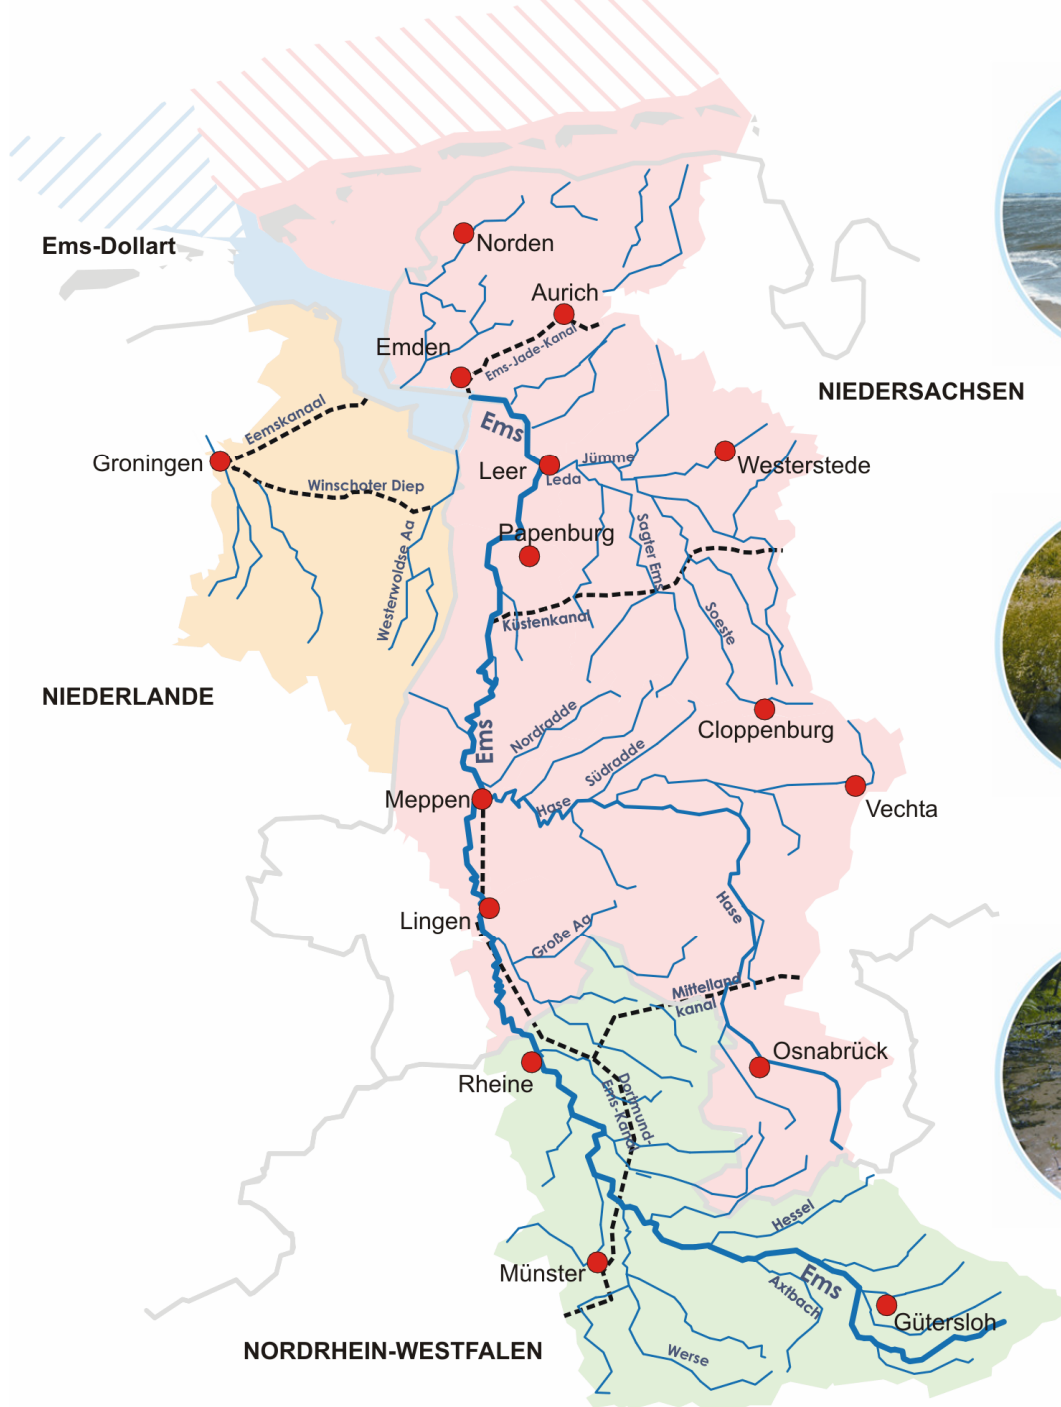 Norden
Ems-Dollart
Aurich
Emden
Ems-Jade-Kanal
NIEDERSACHSEN
Eemskanaal
Ems
Groningen
Leer
Jümme
Westerstede
Leda
Winschoter Diep
Papenburg
Sagter Ems
Westerwoldse Aa
Küstenkanal
Soeste
NIEDERLANDE
Ems
Nordradde
Cloppenburg
Südradde
Meppen
Hase
Vechta
Lingen
Hase
Große Aa
Mittelland
kanal
Osnabrück
Rheine
Dortmund-
Ems-Kanal
Hessel
Münster
Ems
Axtbach
Gütersloh
NORDRHEIN-WESTFALEN
Werse